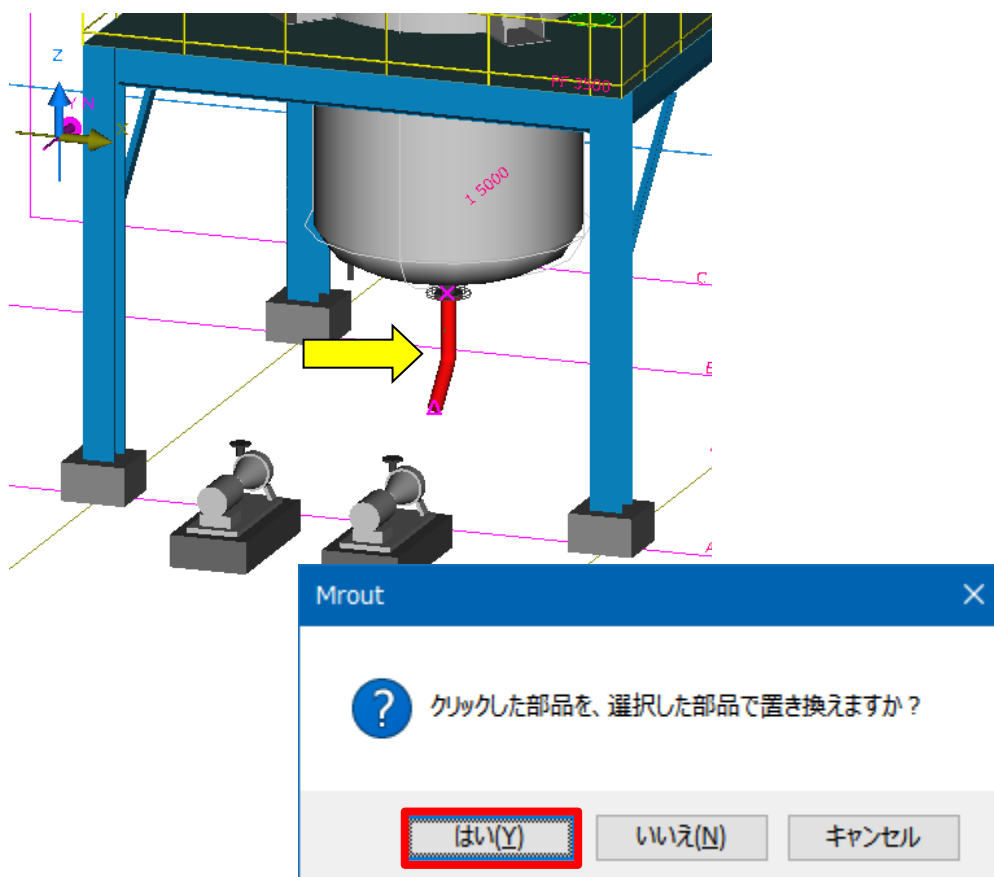 PF 3500
Z
Y N
X
1 5000
C
B
A
Mrout
クリックした部品を、選択した部品で置き換えますか？
はい(Y)
いいえ(N)
キャンセル